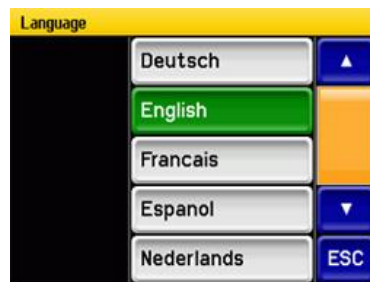 Language
Deutsch
▲
English
Francais
Espanol
▼
Nederlands
ESC